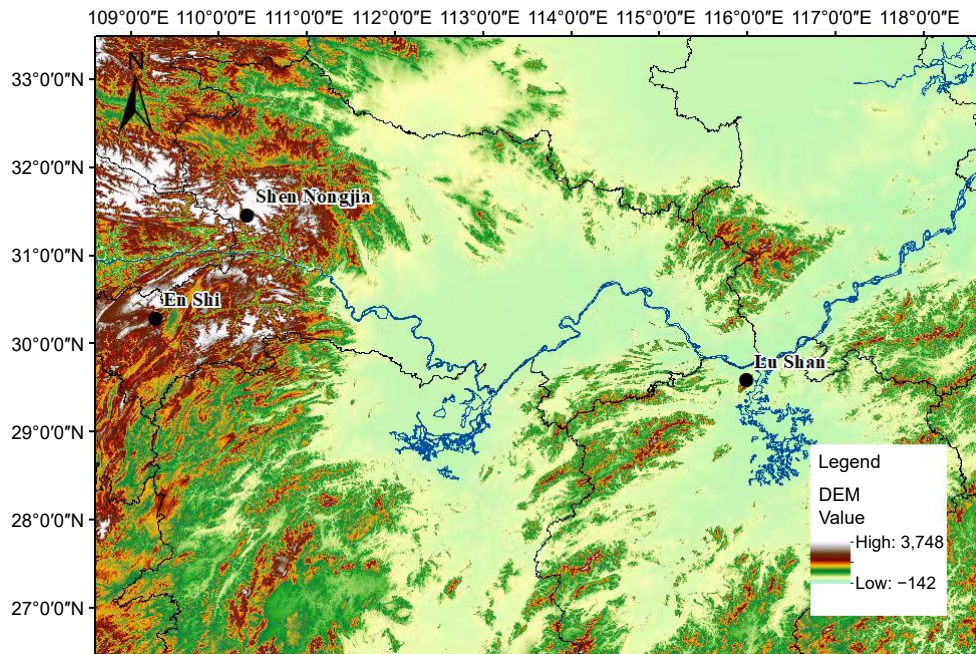 109°0′0″E 110°0′0″E 111°0′0″E 112°0′0″E 113°0′0″E 114°0′0″E 115°0′0″E 116°0′0″E 117°0′0″E 118°0′0″E
33°0′0″N
N
32°0′0″N
Shen Nongjia
31°0′0″N
En Shi
30°0′0″N
Lu Shan
29°0′0″N
28°0′0″N
27°0′0″N
Legend
DEM
Value
High: 3,748
Low: −142